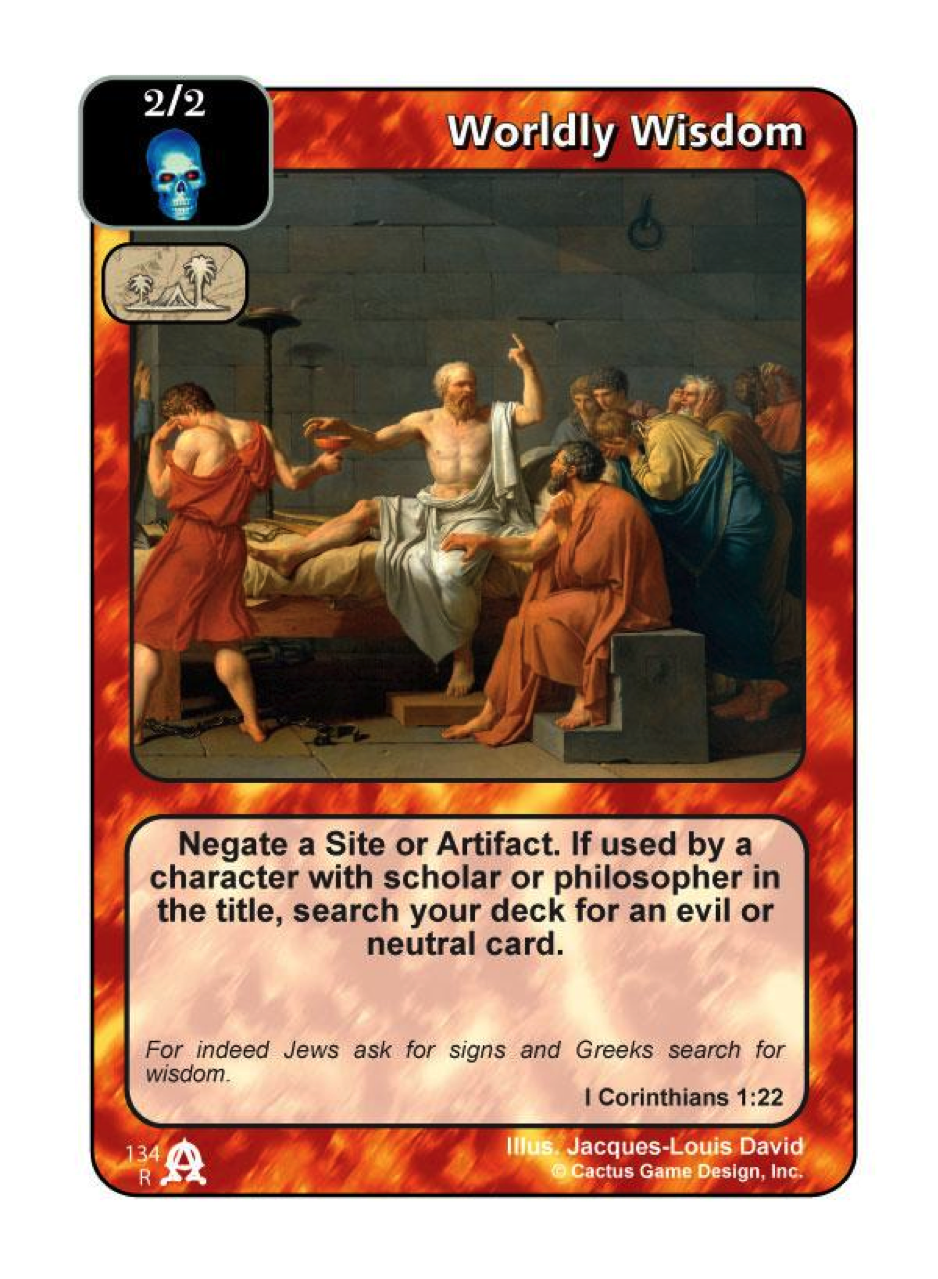 2/2
Worldly Wisdom
Negate a Site or Artifact. If used by a
character with scholar or philosopher in
the title, search your deck for an evil or
neutral card.
For indeed Jews ask for signs and Greeks search for
wisdom.
I Corinthians 1:22
134
R
Illus. Jacques-Louis David
© Cactus Game Design, Inc.